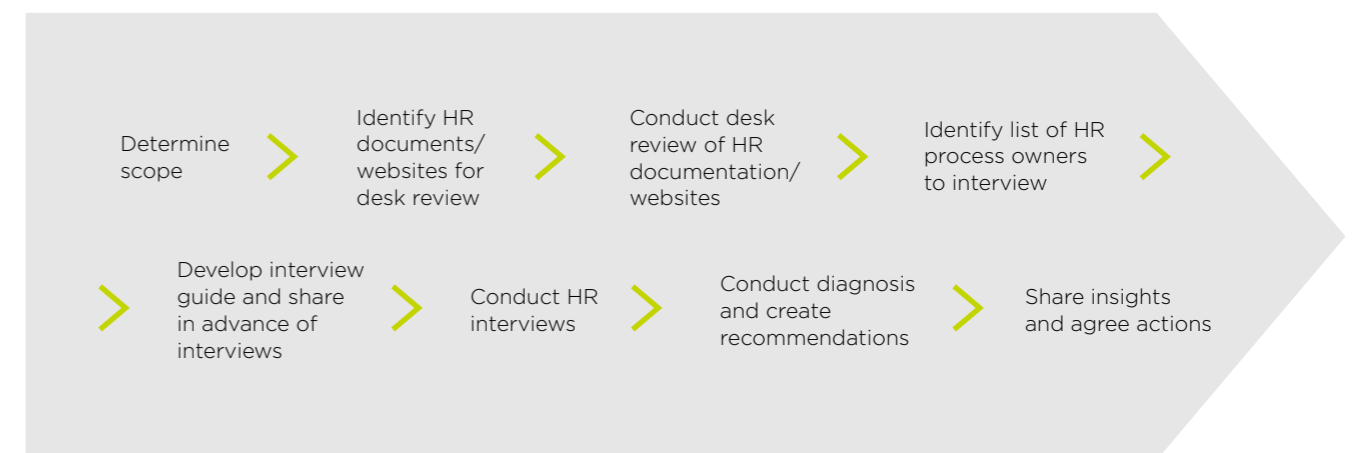 Determine
scope
Identify HR
documents/
websites for
desk review
Conduct desk
review of HR
documentation/
websites
Identify list of HR
process owners
to interview
Develop interview
guide and share
in advance of
interviews
Conduct HR
interviews
Conduct diagnosis
and create
recommendations
Share insights
and agree actions